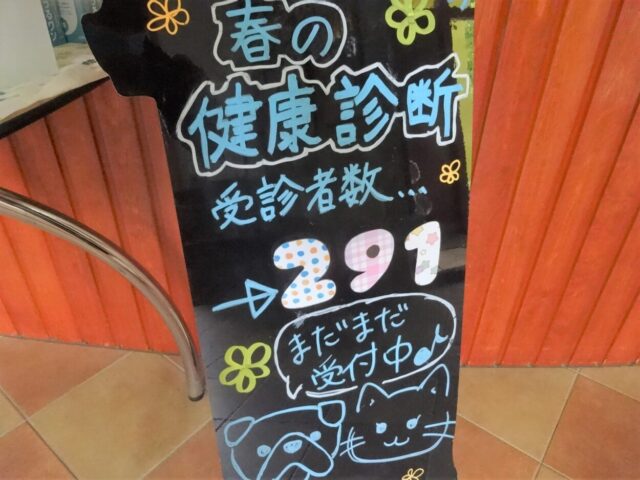 春の
健康診断
受診者数...
→291
まだまだ
受付中♪